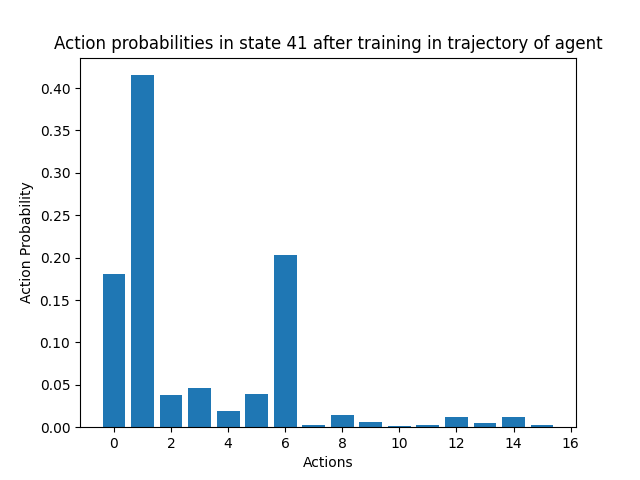 Action probabilities in state 41 after training in trajectory of agent
0.40
0.35
0.30
0.25
0.20
0.15
0.10
0.05
0.00
Action Probability
0 2 4 6 8 10 12 14 16
Actions